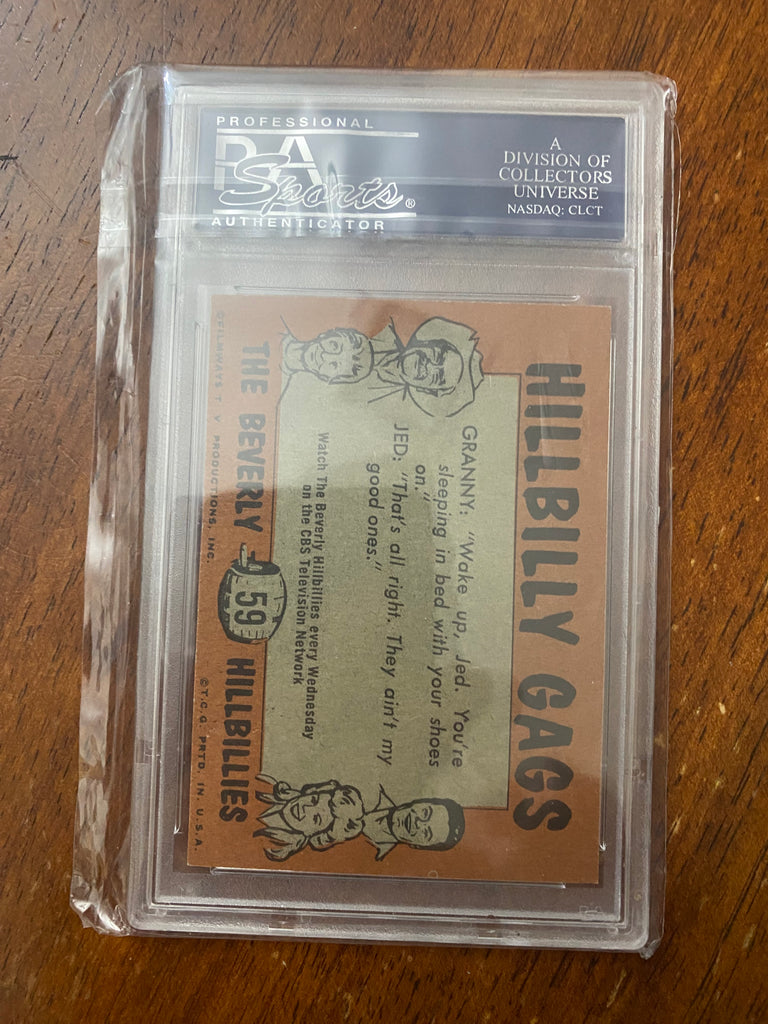 PROFESSIONAL
PSA
Sports®
AUTHENTICATOR
A
DIVISION OF
COLLECTORS
UNIVERSE
NASDAQ: CLCT
HILLBILLY GAGS
GRANNY: "Wake up, Jed. You're
sleeping in bed with your shoes
on."
JED: "That's all right. They ain't my
good ones."
Watch The Beverly Hillbillies every Wednesday
on the CBS Television Network
THE BEVERLY 59 HILLBILLIES
©FILMWAYS T. V. PRODUCTIONS, INC. ©T.C.G. PRTD. IN U.S.A.